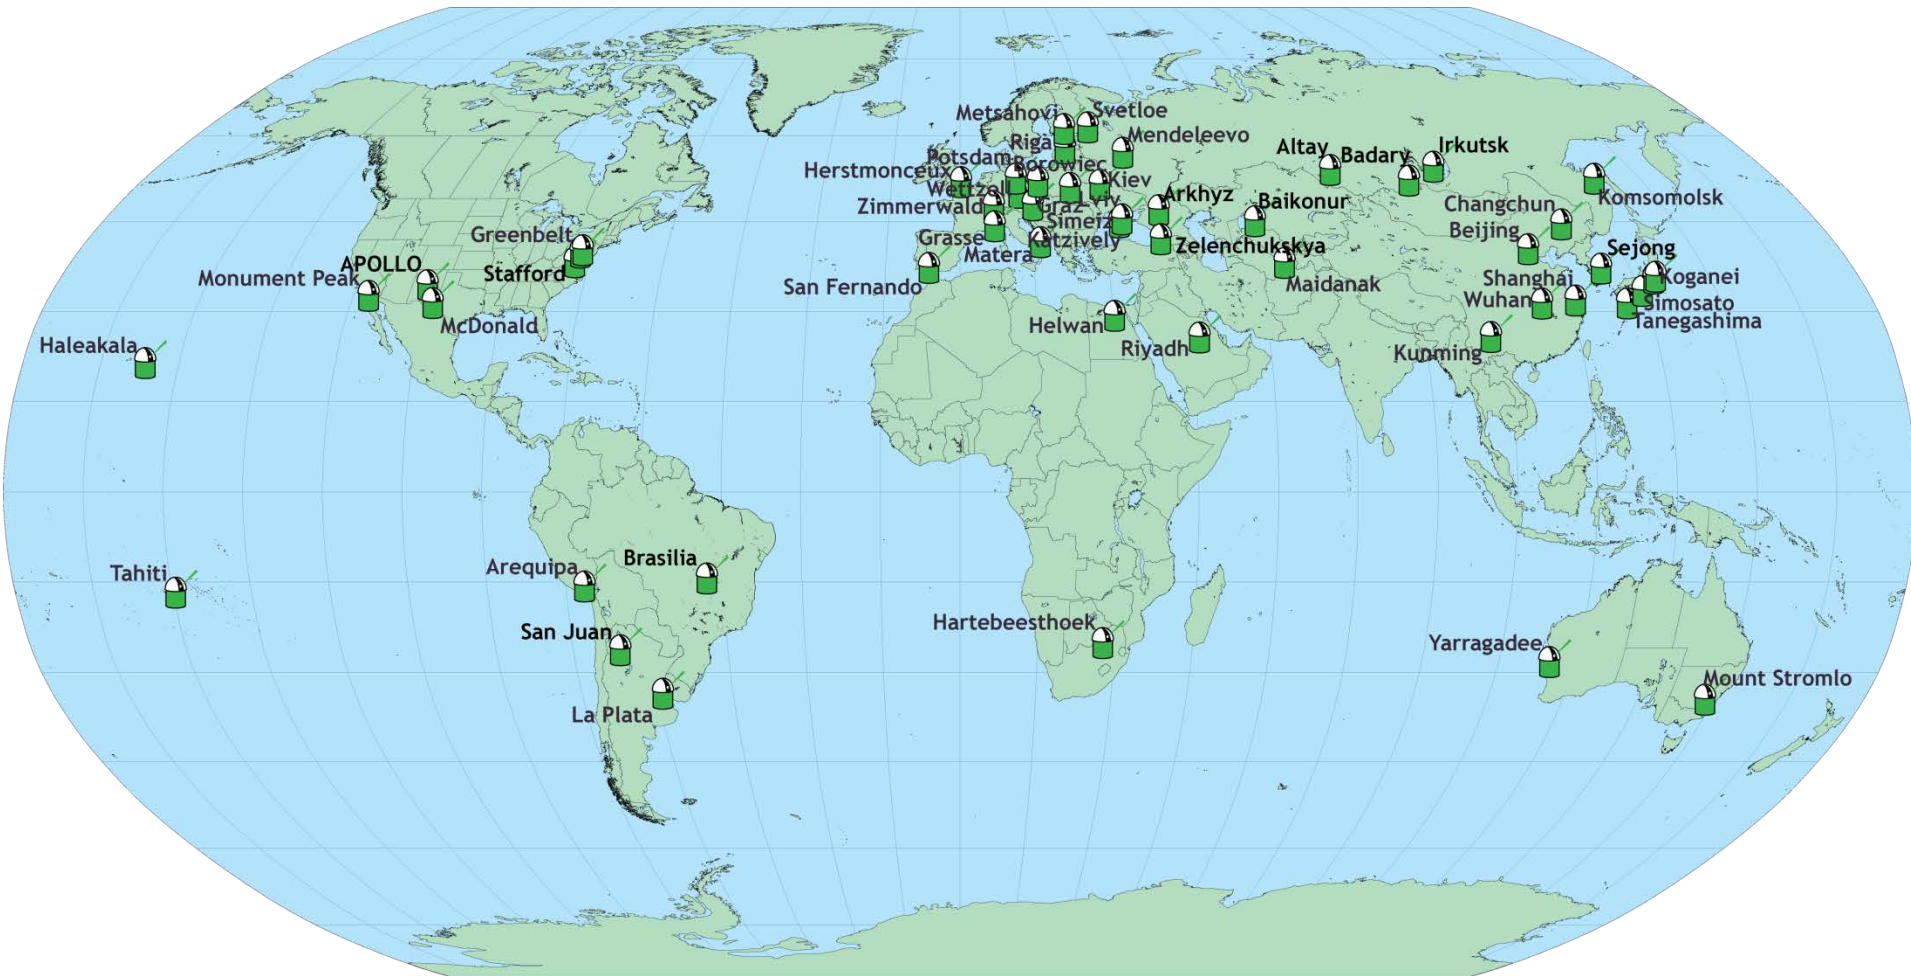 Metsahovi
Svetloe
Riga
Mendeleevo
Potsdam
Borowiec
Herstmonceux
Wettzell
Kiev
Zimmerwald
Graz
Lviv
Simeiz
Grasse
Katzively
Matera
San Fernando
Arkhyz
Zelenchukskya
Baikonur
Maidanak
Altay
Badary
Irkutsk
Komsomolsk
Changchun
Beijing
Sejong
Shanghai
Koganei
Wuhan
Simosato
Tanegashima
Kunming
Helwan
Riyadh
Greenbelt
APOLLO
Stafford
Monument Peak
McDonald
Haleakala
Tahiti
Arequipa
Brasilia
San Juan
La Plata
Hartebeesthoek
Yarragadee
Mount Stromlo